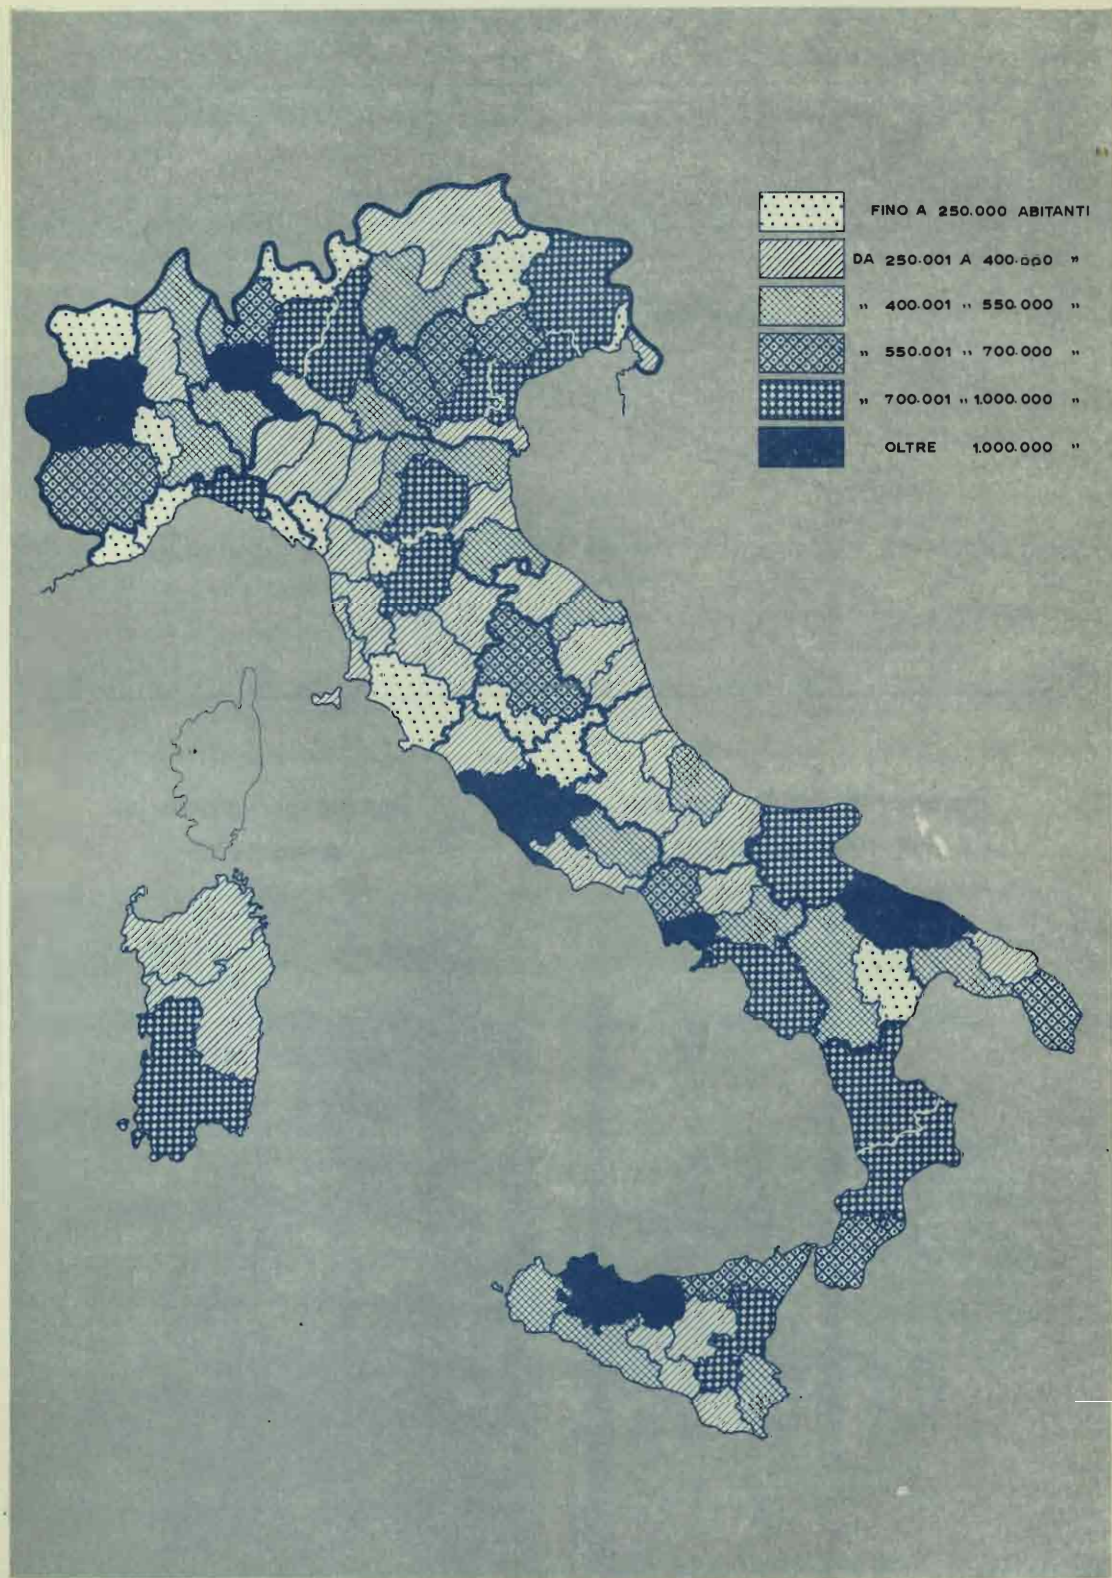 FINO A 250.000 ABITANTI
DA 250.001 A 400.000 "
" 400.001 " 550.000 "
" 550.001 " 700.000 "
" 700.001 " 1.000.000 "
OLTRE 1.000.000 "